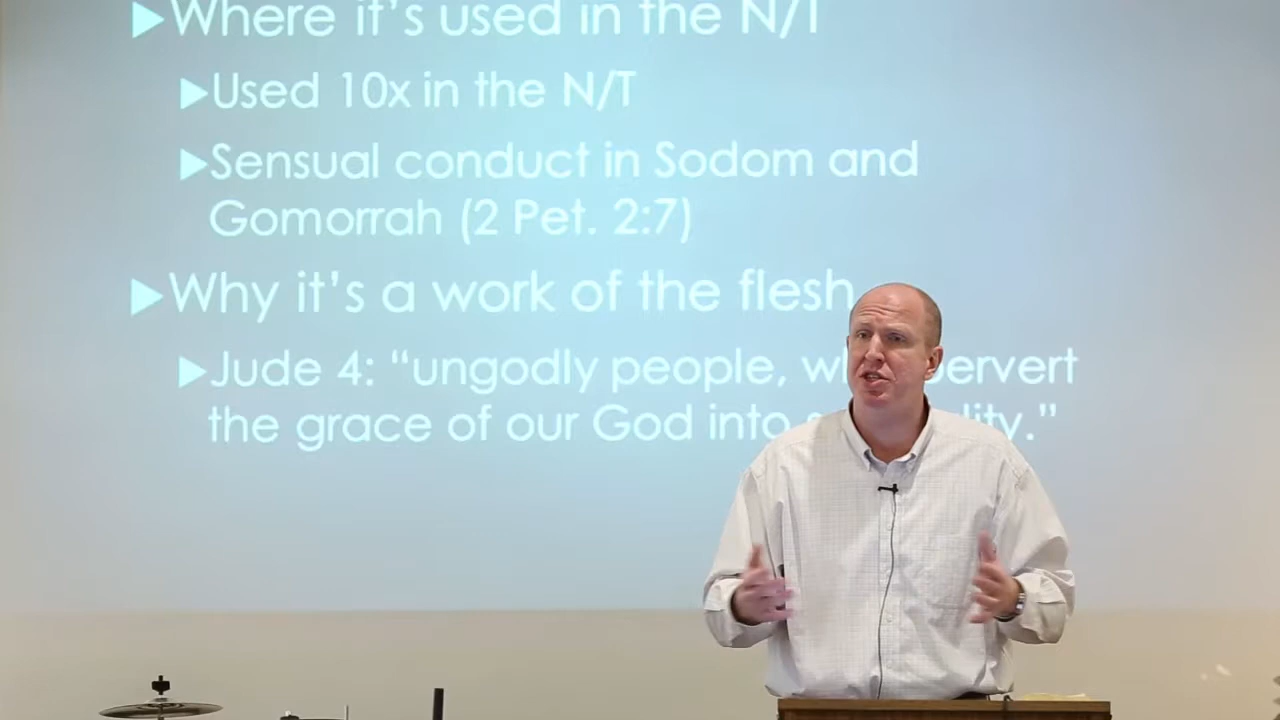 Where it's used in the N/T
Used 10x in the N/T
Sensual conduct in Sodom and
Gomorrah (2 Pet. 2:7)
Why it's a work of the flesh
Jude 4: “ungodly people, pervert
the grace of our God into